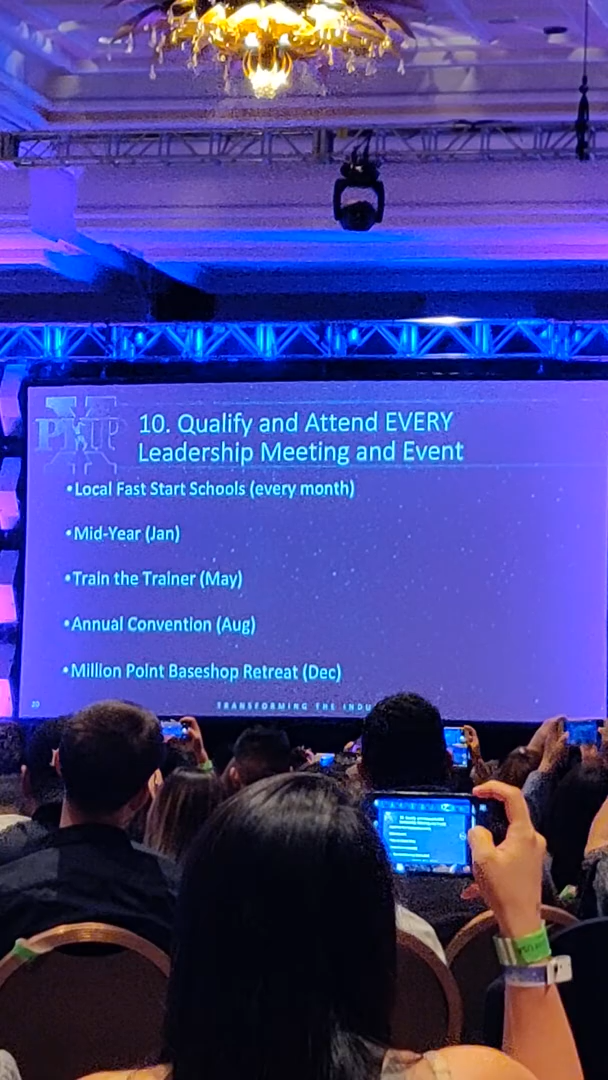 10. Qualify and Attend EVERY
Leadership Meeting and Event
•Local Fast Start Schools (every month)
•Mid-Year (Jan)
•Train the Trainer (May)
•Annual Convention (Aug)
•Million Point Baseshop Retreat (Dec)
20
TRANSFORMING THE INDU